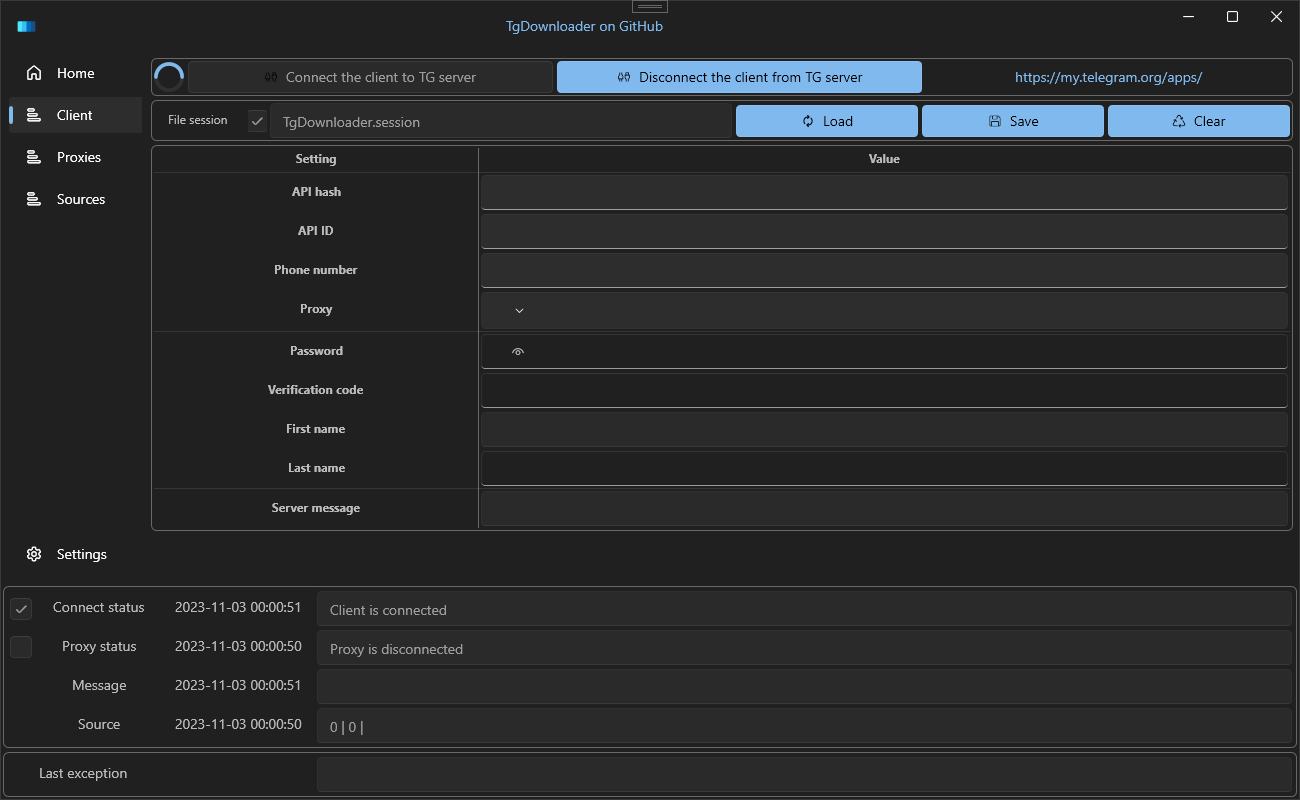 TgDownloader on GitHub
Home
Client
Proxies
Sources
Settings
Connect the client to TG server
Disconnect the client from TG server
https://my.telegram.org/apps/
File session
TgDownloader.session
Load
Save
Clear
Setting
Value
API hash
API ID
Phone number
Proxy
Password
Verification code
First name
Last name
Server message
Connect status 2023-11-03 00:00:51 Client is connected
Proxy status 2023-11-03 00:00:50 Proxy is disconnected
Message 2023-11-03 00:00:51
Source 2023-11-03 00:00:50 0 | 0 |
Last exception